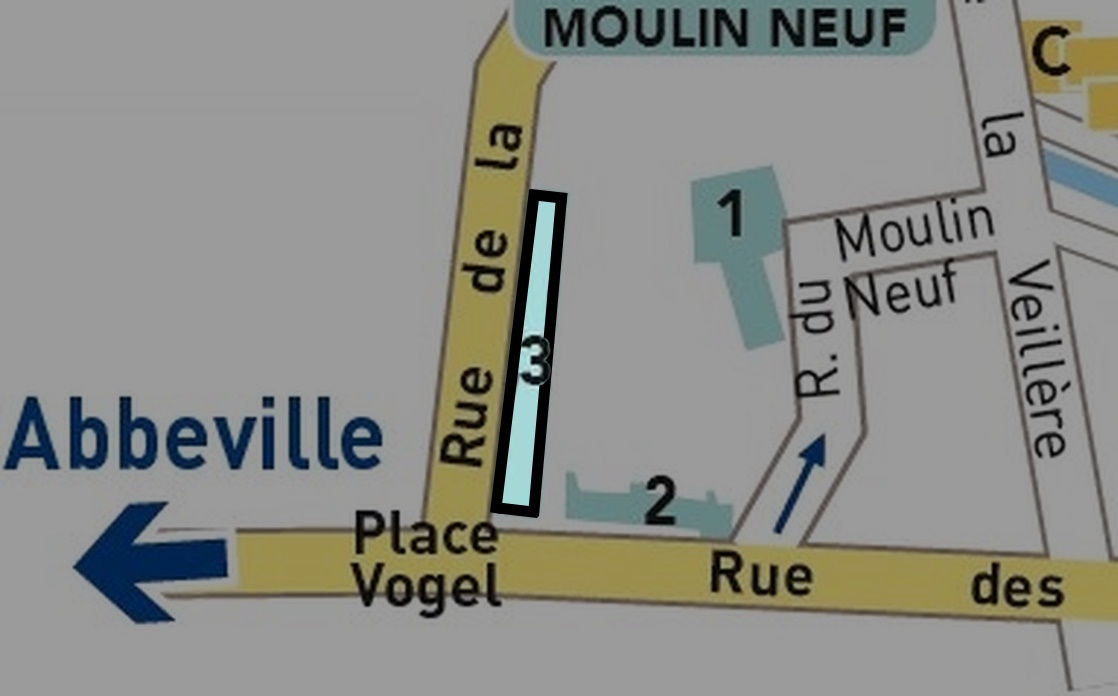 MOULIN NEUF
C
la
Rue de la
1
Moulin
Neuf
R. du
Veillère
3
Abbeville
2
Place
Vogel
Rue des